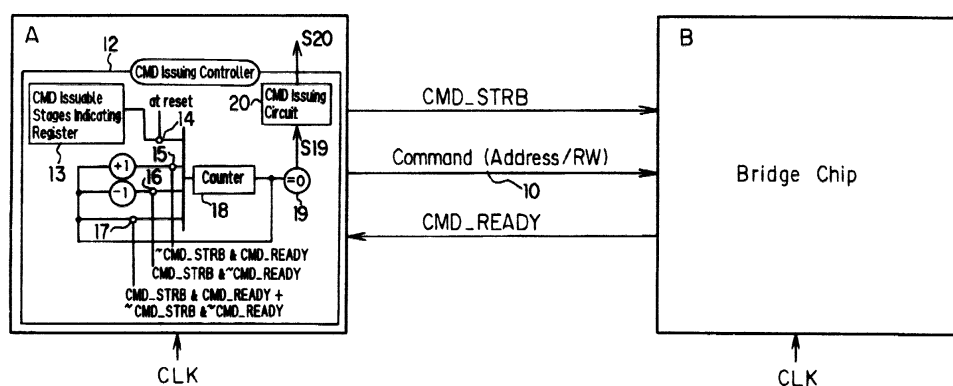 A
B
12
CMD Issuing Controller
S20
CMD Issuable
Stages Indicating
Register
13
at reset
14
20
CMD Issuing
Circuit
S19
15
+1
16
-1
Counter
18
=0
19
17
~CMD_STRB & CMD_READY
CMD_STRB &~CMD_READY
CMD_STRB & CMD_READY +
~CMD_STRB &~CMD_READY
CMD_STRB
Command (Address/RW)
10
CMD_READY
Bridge Chip
CLK
CLK